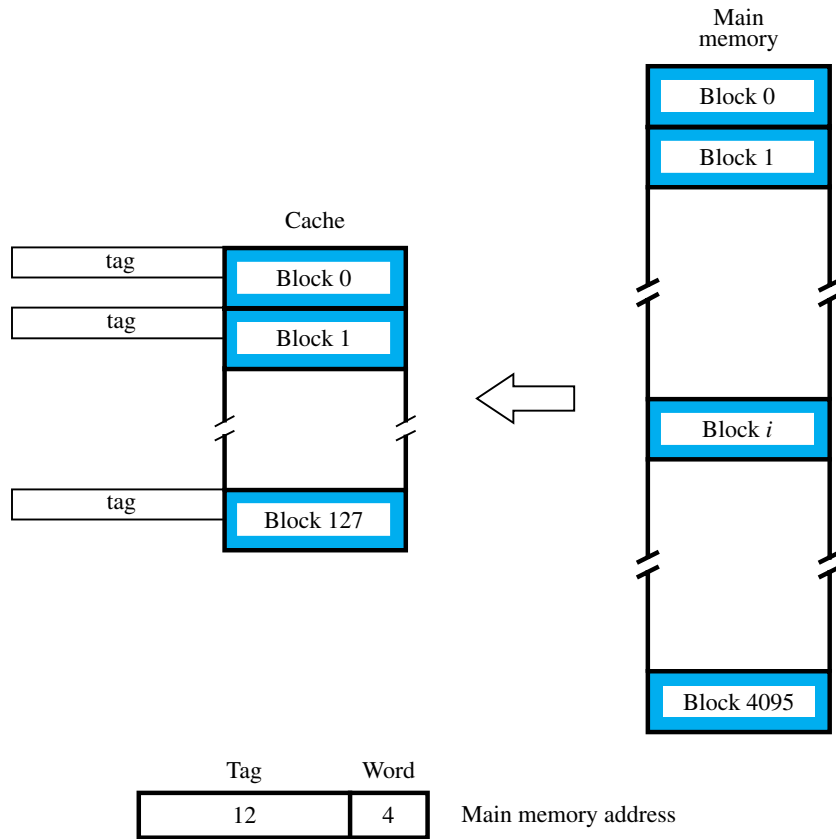 Main
memory
Block 0
Block 1
Cache
tag
Block 0
tag
Block 1
Block i
tag
Block 127
Block 4095
Tag Word
12 4 Main memory address